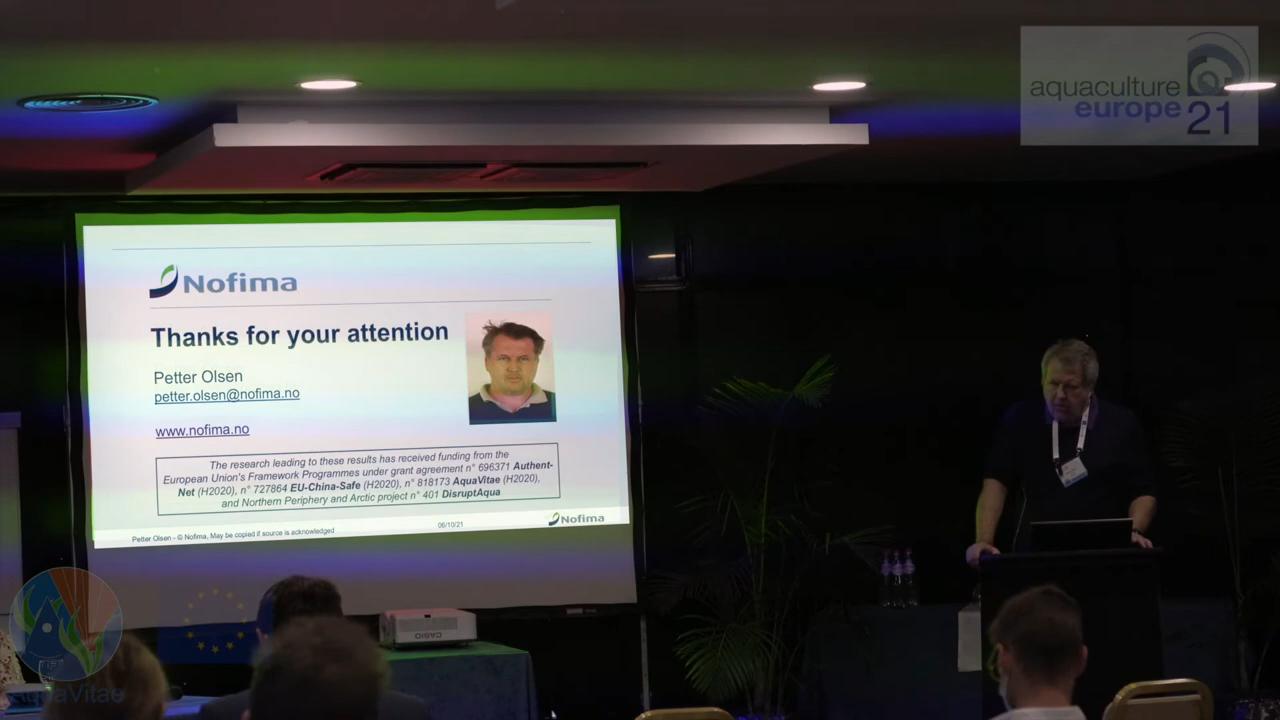 aquaculture
europe 21
Nofima
Thanks for your attention
Petter Olsen
petter.olsen@nofima.no
www.nofima.no
The research leading to these results has received funding from the
European Union's Framework Programmes under grant agreement n° 696371 Authent-
Net (H2020), n° 727864 EU-China-Safe (H2020), n° 818173 AquaVitae (H2020),
and Northern Periphery and Arctic project n° 401 DisruptAqua
Petter Olsen - © Nofima, May be copied if source is acknowledged
06/10/21
Nofima
CASIO
AquaVitae